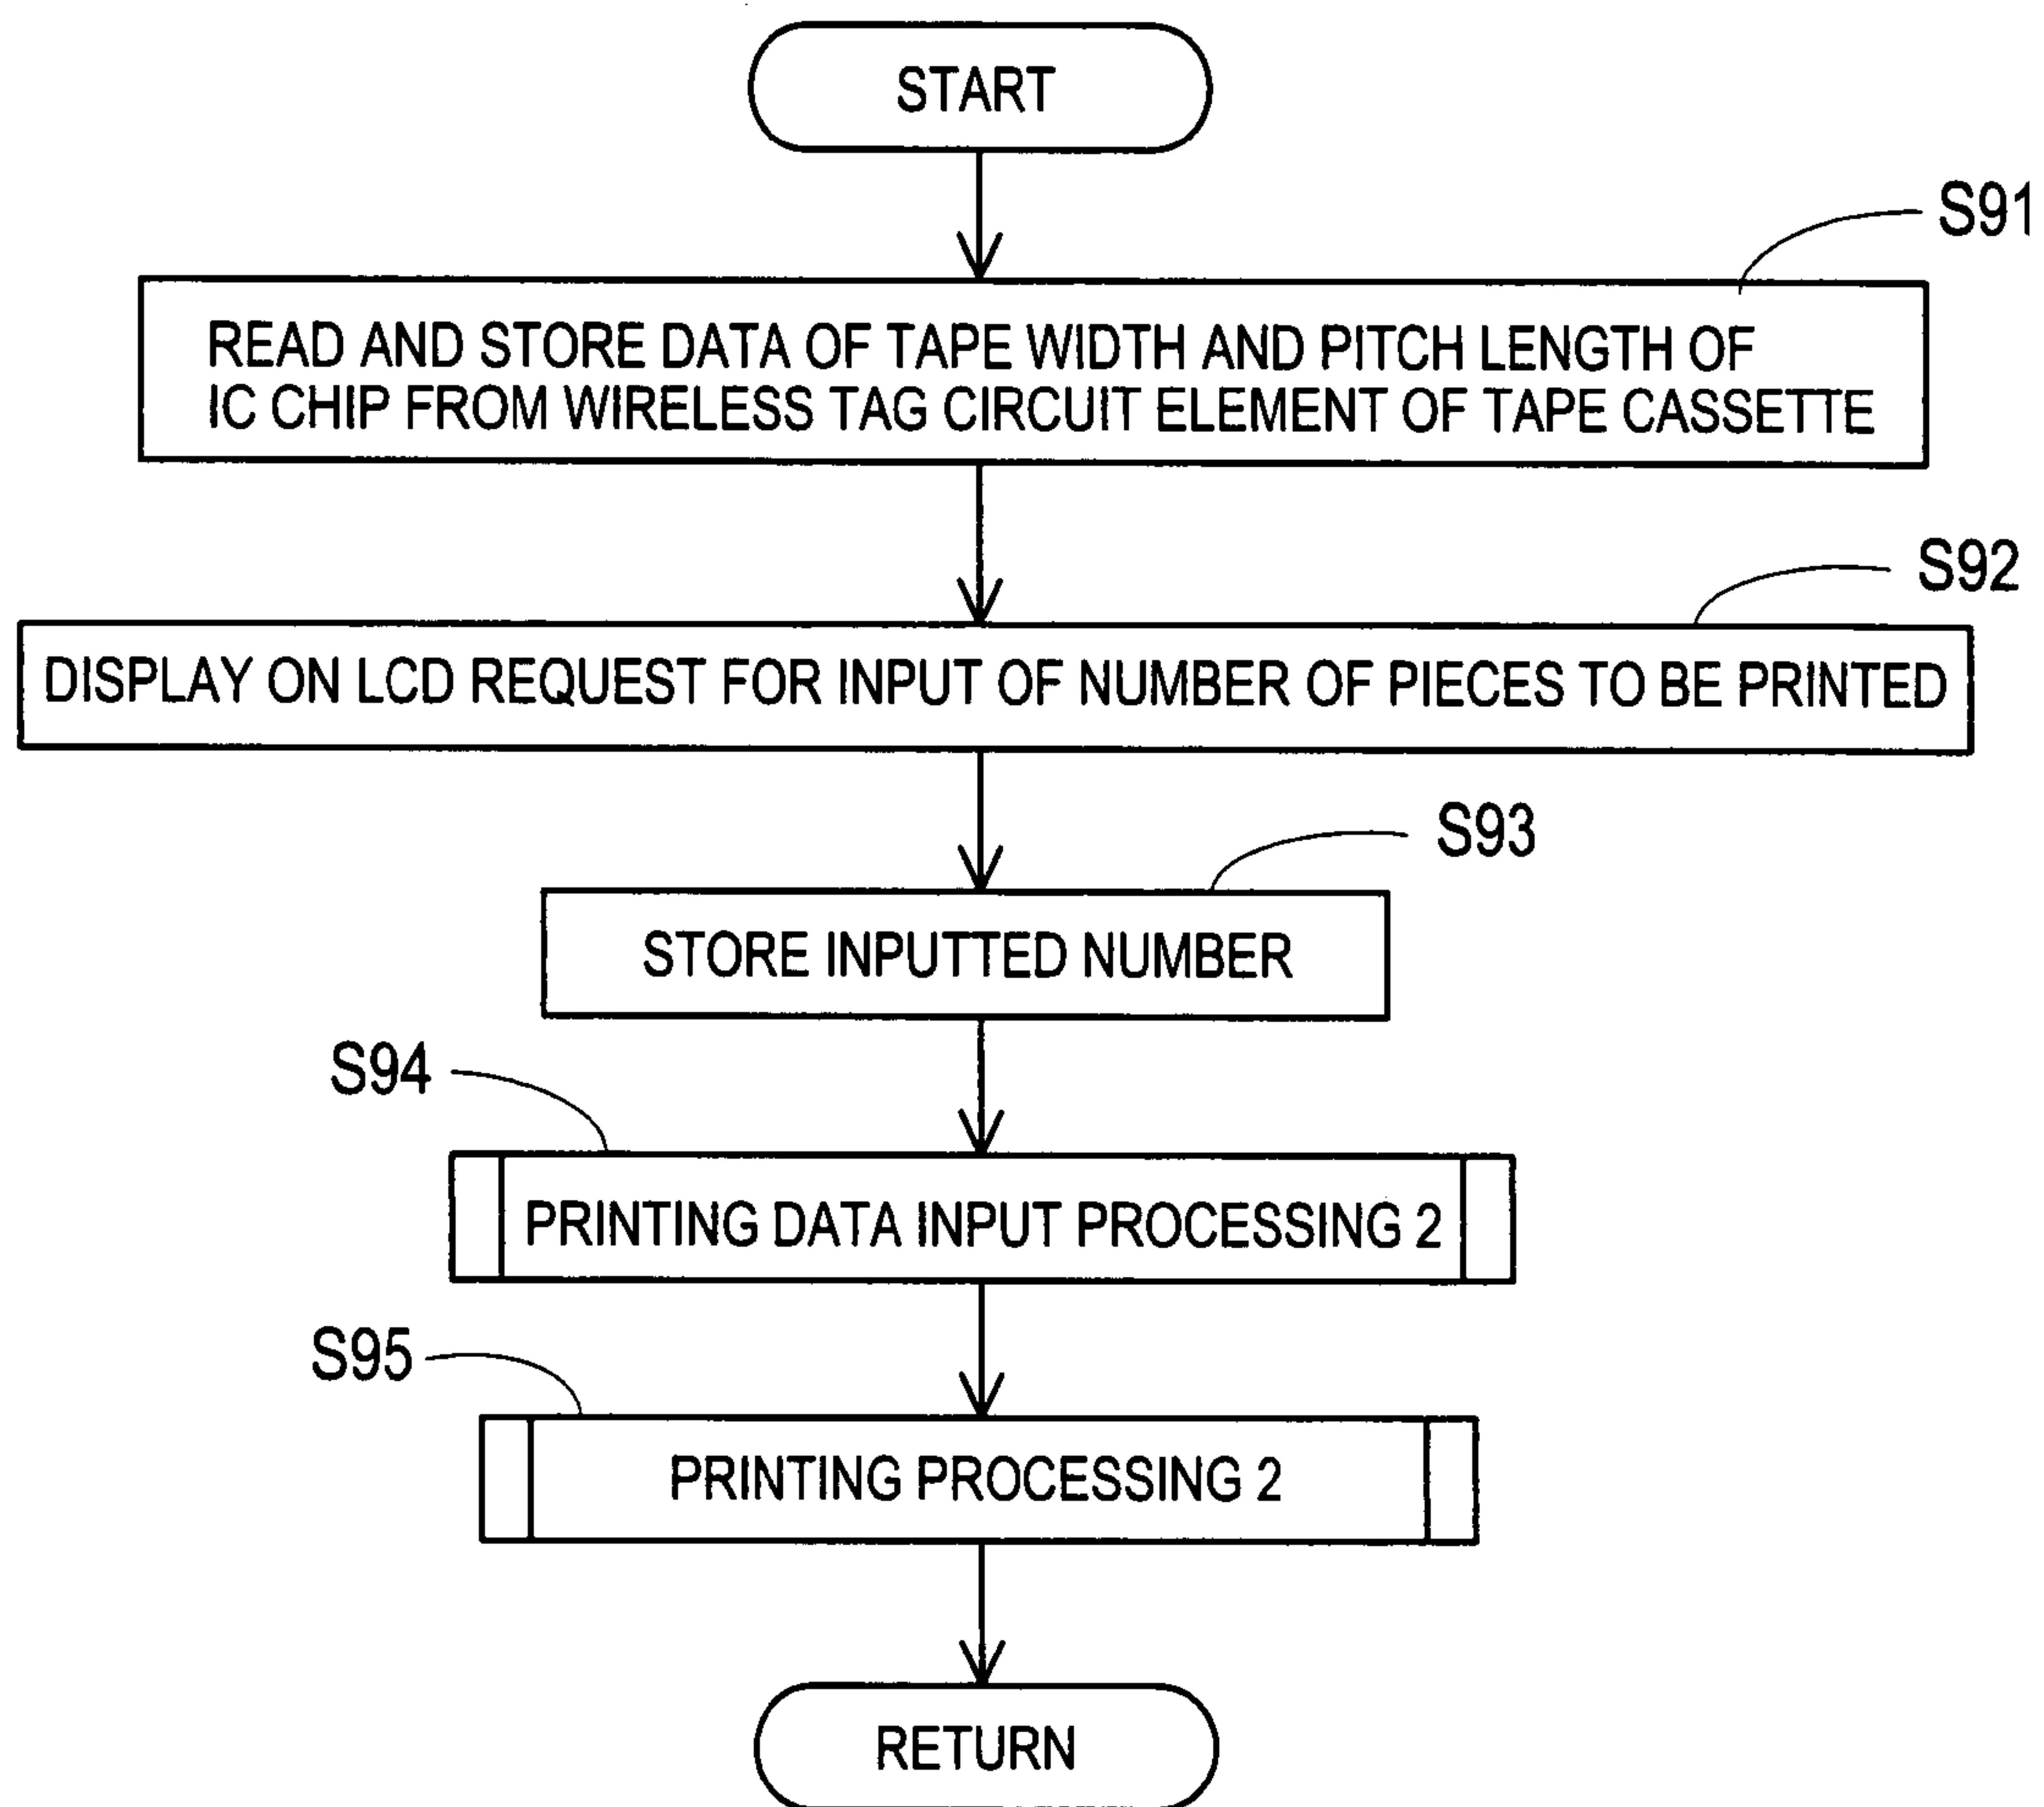 START
S91
READ AND STORE DATA OF TAPE WIDTH AND PITCH LENGTH OF
IC CHIP FROM WIRELESS TAG CIRCUIT ELEMENT OF TAPE CASSETTE
S92
DISPLAY ON LCD REQUEST FOR INPUT OF NUMBER OF PIECES TO BE PRINTED
S93
STORE INPUTTED NUMBER
S94
PRINTING DATA INPUT PROCESSING 2
S95
PRINTING PROCESSING 2
RETURN